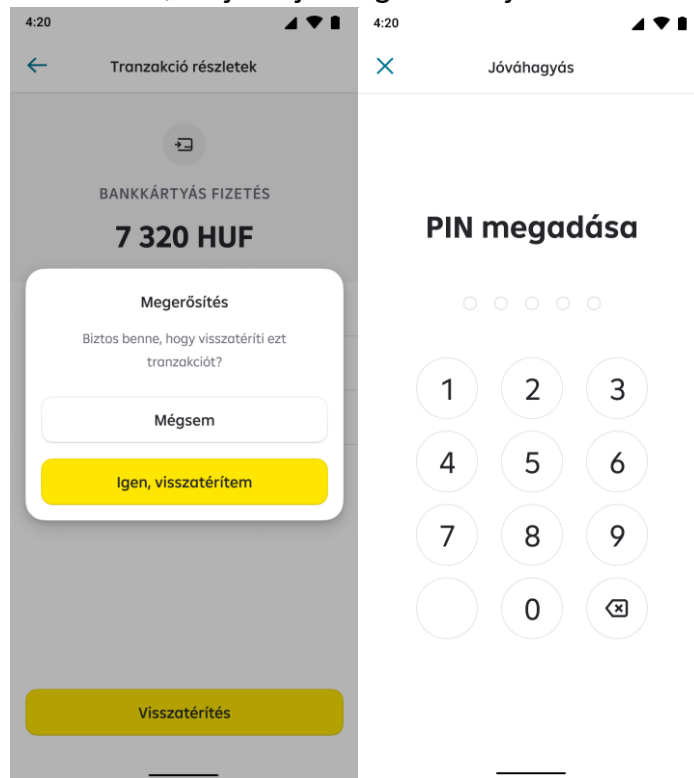 4:20
Tranzakció részletek
BANKKÁRTYÁS FIZETÉS
7 320 HUF
Megerősítés
Biztos benne, hogy visszatéríti ezt
tranzakciót?
Mégsem
Igen, visszatérítem
Visszatérítés
4:20
Jóváhagyás
PIN megadása
1 2 3
4 5 6
7 8 9
0